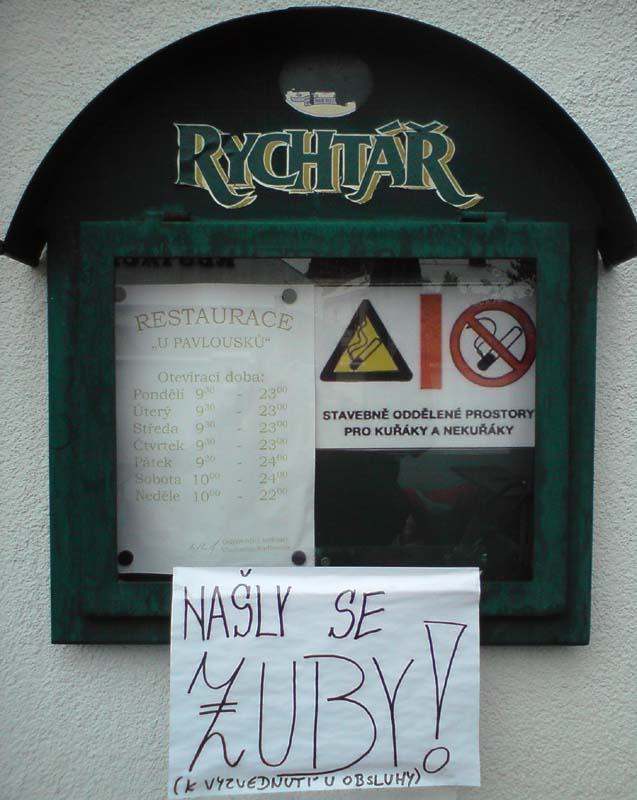 RYCHTÁŘ
RESTAURACE
„U PAVLOUSKŮ"
Otevírací doba:
Pondělí 9³⁰ - 23⁰⁰
Úterý 9³⁰ - 23⁰⁰
Středa 9³⁰ - 23⁰⁰
Čtvrtek 9³⁰ - 23⁰⁰
Pátek 9³⁰ - 24⁰⁰
Sobota 10⁰⁰ - 24⁰⁰
Neděle 10⁰⁰ - 22⁰⁰
STAVEBNĚ ODDĚLENÉ PROSTORY
PRO KUŘÁKY A NEKUŘÁKY
NAŠLY SE
ZUBY!
(K VYZVEDNUTÍ U OBSLUHY)